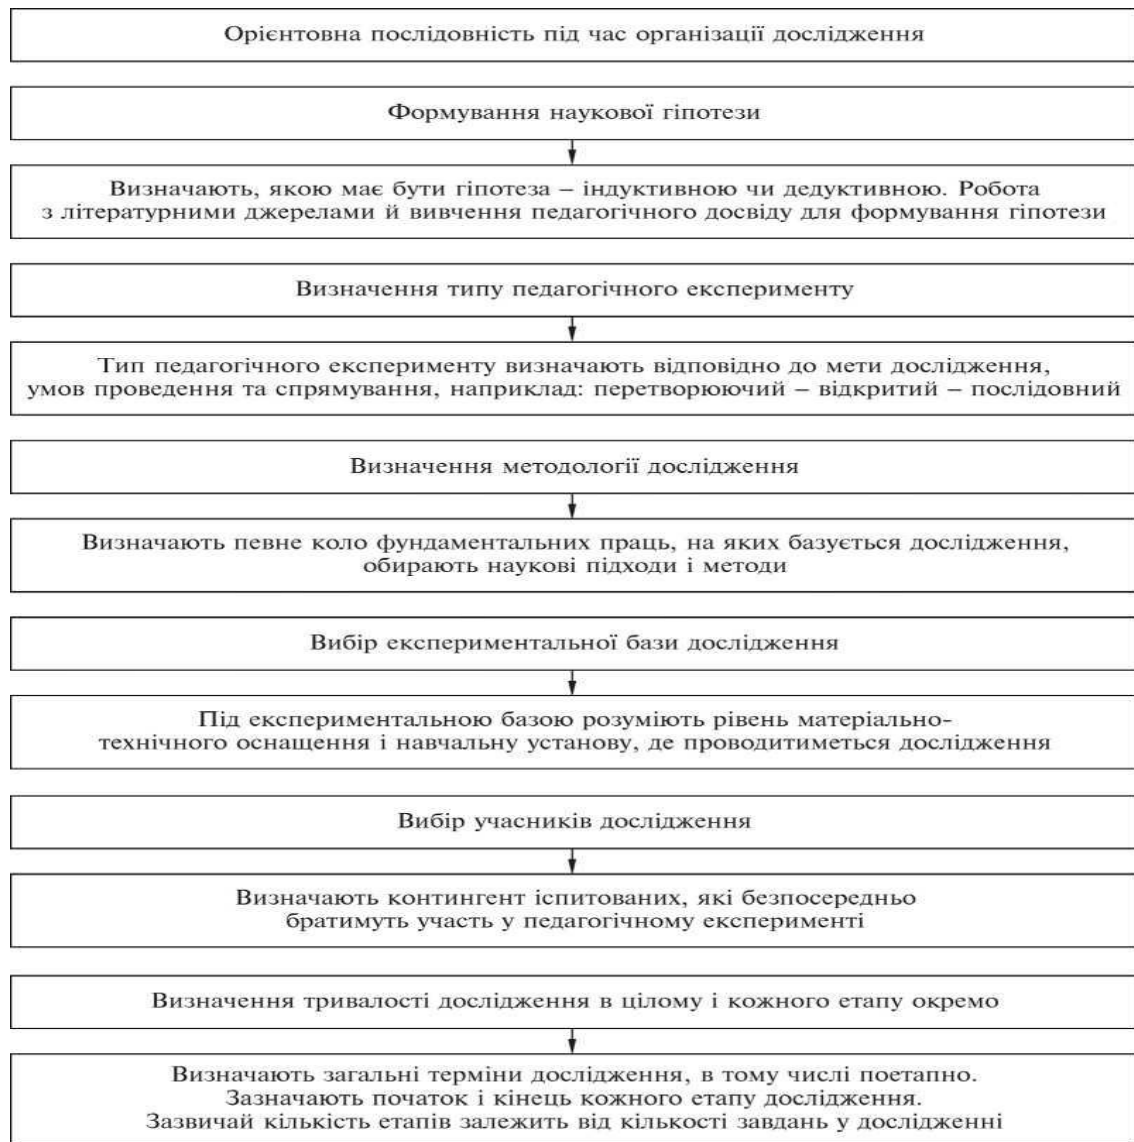 Орієнтовна послідовність під час організації дослідження
Формування наукової гіпотези
Визначають, якою має бути гіпотеза – індуктивною чи дедуктивною. Робота
з літературними джерелами й вивчення педагогічного досвіду для формування гіпотези
Визначення типу педагогічного експерименту
Тип педагогічного експерименту визначають відповідно до мети дослідження,
умов проведення та спрямування, наприклад: перетворюючий – відкритий – послідовний
Визначення методології дослідження
Визначають певне коло фундаментальних праць, на яких базується дослідження,
обирають наукові підходи і методи
Вибір експериментальної бази дослідження
Під експериментальною базою розуміють рівень матеріально-
технічного оснащення і навчальну установу, де проводитиметься дослідження
Вибір учасників дослідження
Визначають контингент іспитованих, які безпосередньо
братимуть участь у педагогічному експерименті
Визначення тривалості дослідження в цілому і кожного етапу окремо
Визначають загальні терміни дослідження, в тому числі поетапно.
Зазначають початок і кінець кожного етапу дослідження.
Зазвичай кількість етапів залежить від кількості завдань у дослідженні